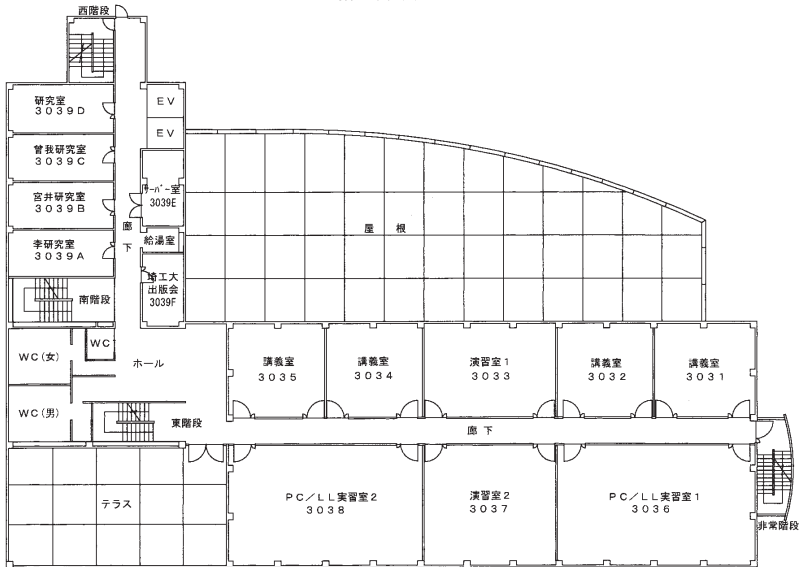 西階段
研究室
3039D
EV
曽我研究室
3039C
EV
宮井研究室
3039B
サーバー室
3039E
廊下
屋根
李研究室
3039A
給湯室
埼工大
出版会
3039F
南階段
WC(女)
WC
ホール
講義室
3035
講義室
3034
演習室1
3033
講義室
3032
講義室
3031
WC(男)
東階段
廊下
テラス
PC/LL実習室2
3038
演習室2
3037
PC/LL実習室1
3036
非常階段